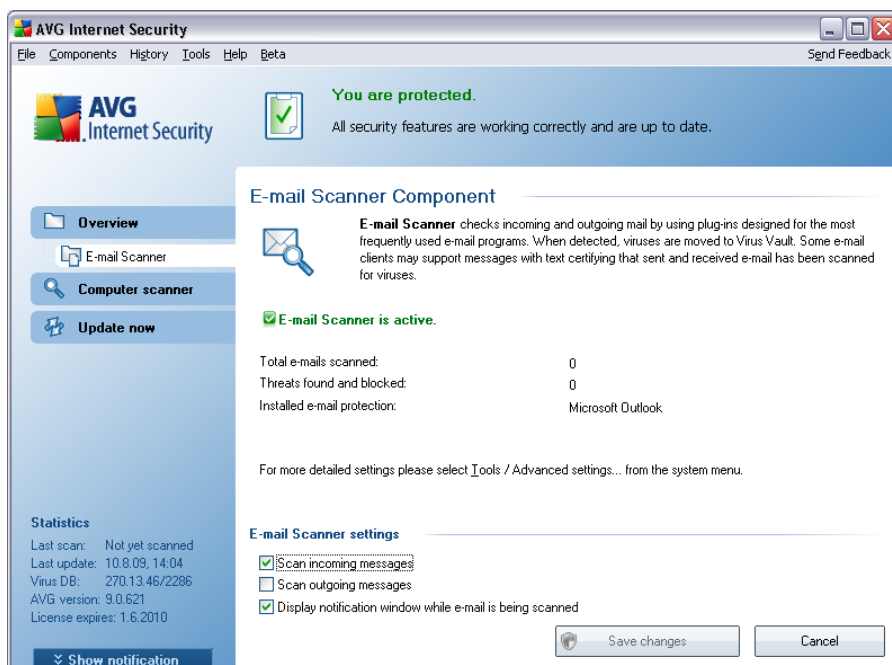 AVG Internet Security
File Components History Tools Help Beta Send Feedback
AVG
Internet Security
You are protected.
All security features are working correctly and are up to date.
Overview
E-mail Scanner
Computer scanner
Update now
E-mail Scanner Component
E-mail Scanner checks incoming and outgoing mail by using plug-ins designed for the most
frequently used e-mail programs. When detected, viruses are moved to Virus Vault. Some e-mail
clients may support messages with text certifying that sent and received e-mail has been scanned
for viruses.
E-mail Scanner is active.
Total e-mails scanned: 0
Threats found and blocked: 0
Installed e-mail protection: Microsoft Outlook
For more detailed settings please select Tools / Advanced settings... from the system menu.
Statistics
Last scan: Not yet scanned
Last update: 10.8.09, 14:04
Virus DB: 270.13.46/2286
AVG version: 9.0.621
License expires: 1.6.2010
Show notification
E-mail Scanner settings
Scan incoming messages
Scan outgoing messages
Display notification window while e-mail is being scanned
Save changes Cancel